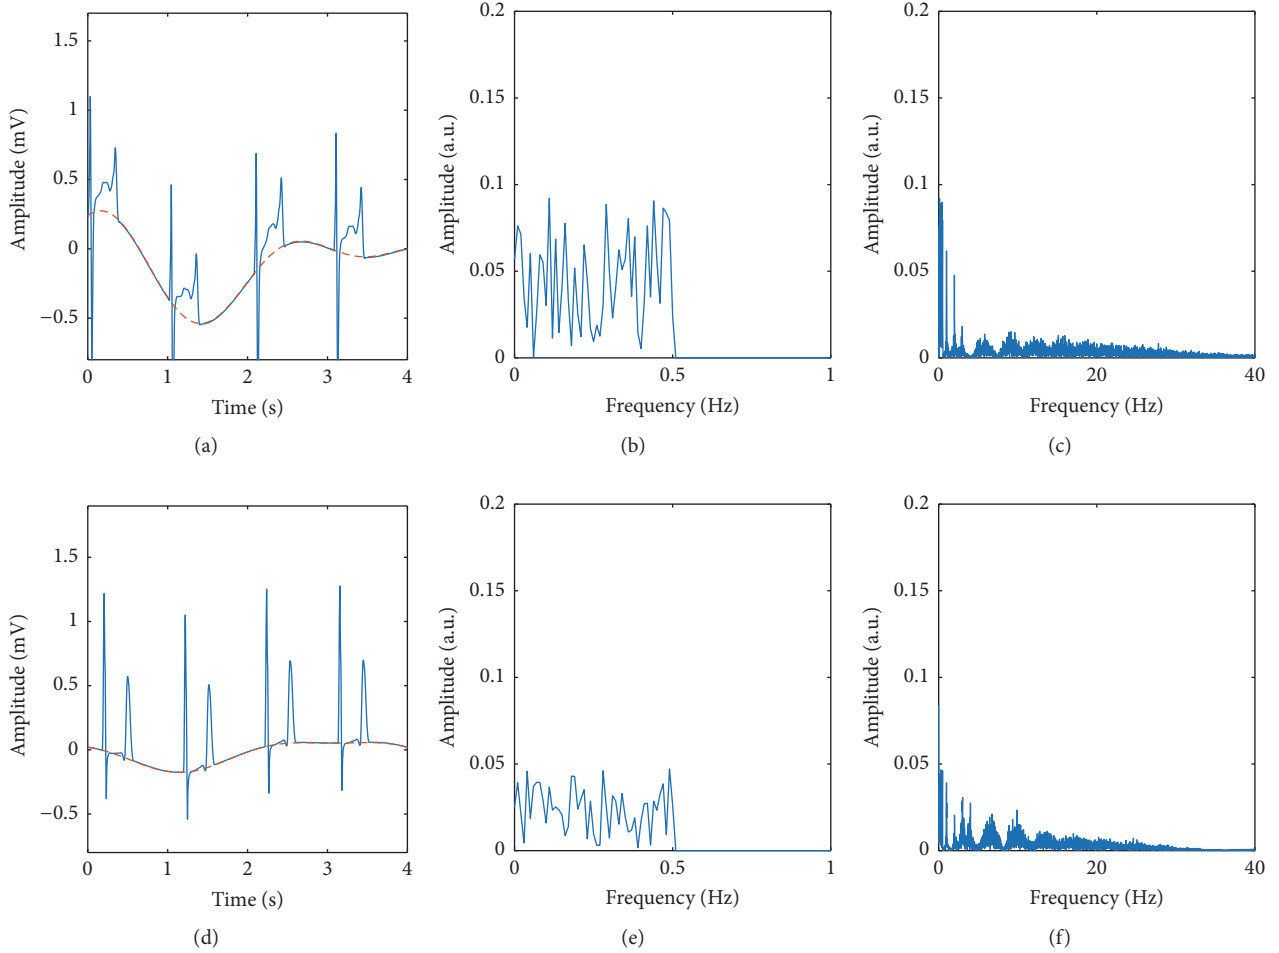 1.5
1
0.5
0
−0.5
Amplitude (mV)
0 1 2 3 4
Time (s)
(a)
0.2
0.15
0.1
0.05
0
Amplitude (a.u.)
0 0.5 1
Frequency (Hz)
(b)
0.2
0.15
0.1
0.05
0
Amplitude (a.u.)
0 20 40
Frequency (Hz)
(c)
1.5
1
0.5
0
−0.5
Amplitude (mV)
0 1 2 3 4
Time (s)
(d)
0.2
0.15
0.1
0.05
0
Amplitude (a.u.)
0 0.5 1
Frequency (Hz)
(e)
0.2
0.15
0.1
0.05
0
Amplitude (a.u.)
0 20 40
Frequency (Hz)
(f)